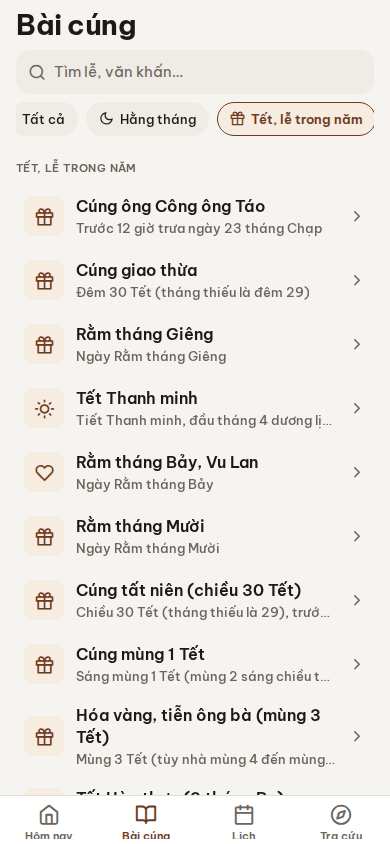 Bài cúng
Tìm lễ, văn khấn...
Tất cả
Hằng tháng
Tết, lễ trong năm
TẾT, LỄ TRONG NĂM
Cúng ông Công ông Táo
Trước 12 giờ trưa ngày 23 tháng Chạp
Cúng giao thừa
Đêm 30 Tết (tháng thiếu là đêm 29)
Rằm tháng Giêng
Ngày Rằm tháng Giêng
Tết Thanh minh
Tiết Thanh minh, đầu tháng 4 dương lị...
Rằm tháng Bảy, Vu Lan
Ngày Rằm tháng Bảy
Rằm tháng Mười
Ngày Rằm tháng Mười
Cúng tất niên (chiều 30 Tết)
Chiều 30 Tết (tháng thiếu là 29), trướ...
Cúng mùng 1 Tết
Sáng mùng 1 Tết (mùng 2 sáng chiều t...
Hóa vàng, tiễn ông bà (mùng 3
Tết)
Mùng 3 Tết (tùy nhà mùng 4 đến mùng...
Hôm nay
Bài cúng
Lịch
Tra cứu